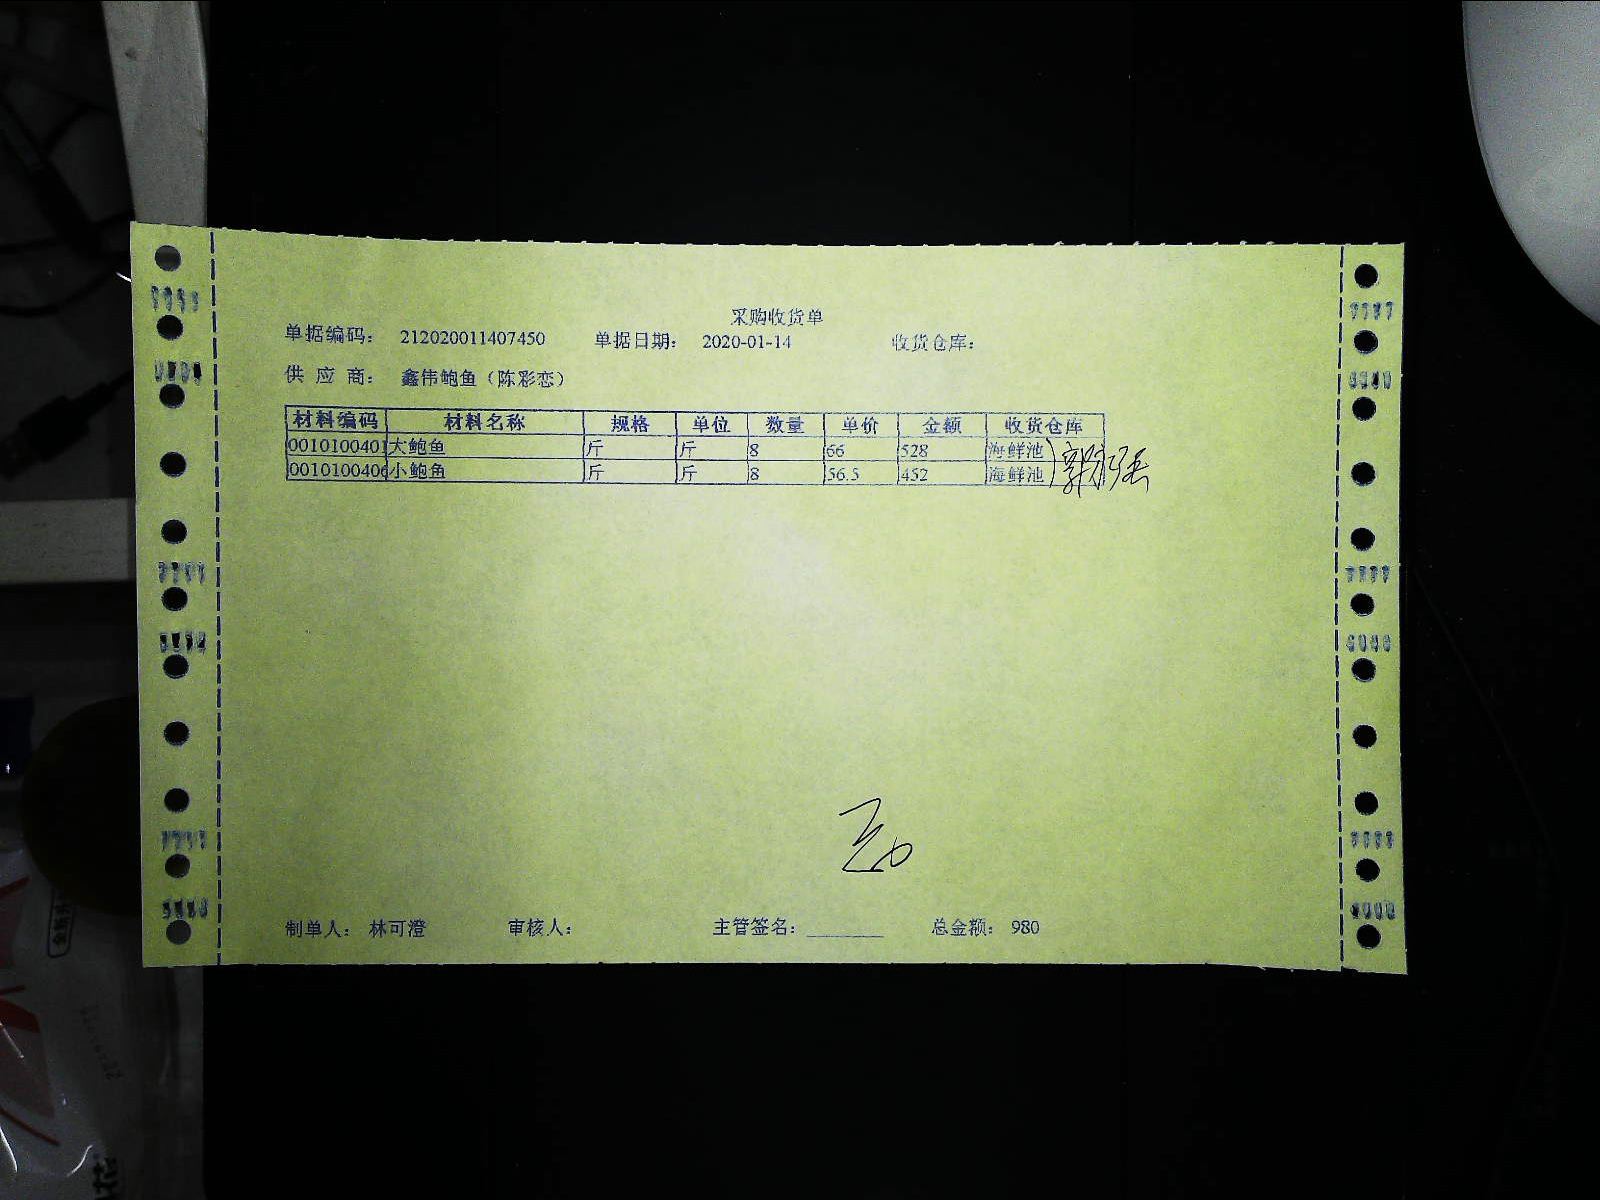 采购收货单
单据编码： 212020011407450 单据日期： 2020-01-14 收货仓库：
供 应 商： 鑫伟鲍鱼（陈彩恋）
材料编码 材料名称 规格 单位 数量 单价 金额 收货仓库
0010100401 大鲍鱼 斤 斤 8 66 528 海鲜池
0010100406 小鲍鱼 斤 斤 8 56.5 452 海鲜池
制单人： 林可澄 审核人： 主管签名：________ 总金额： 980